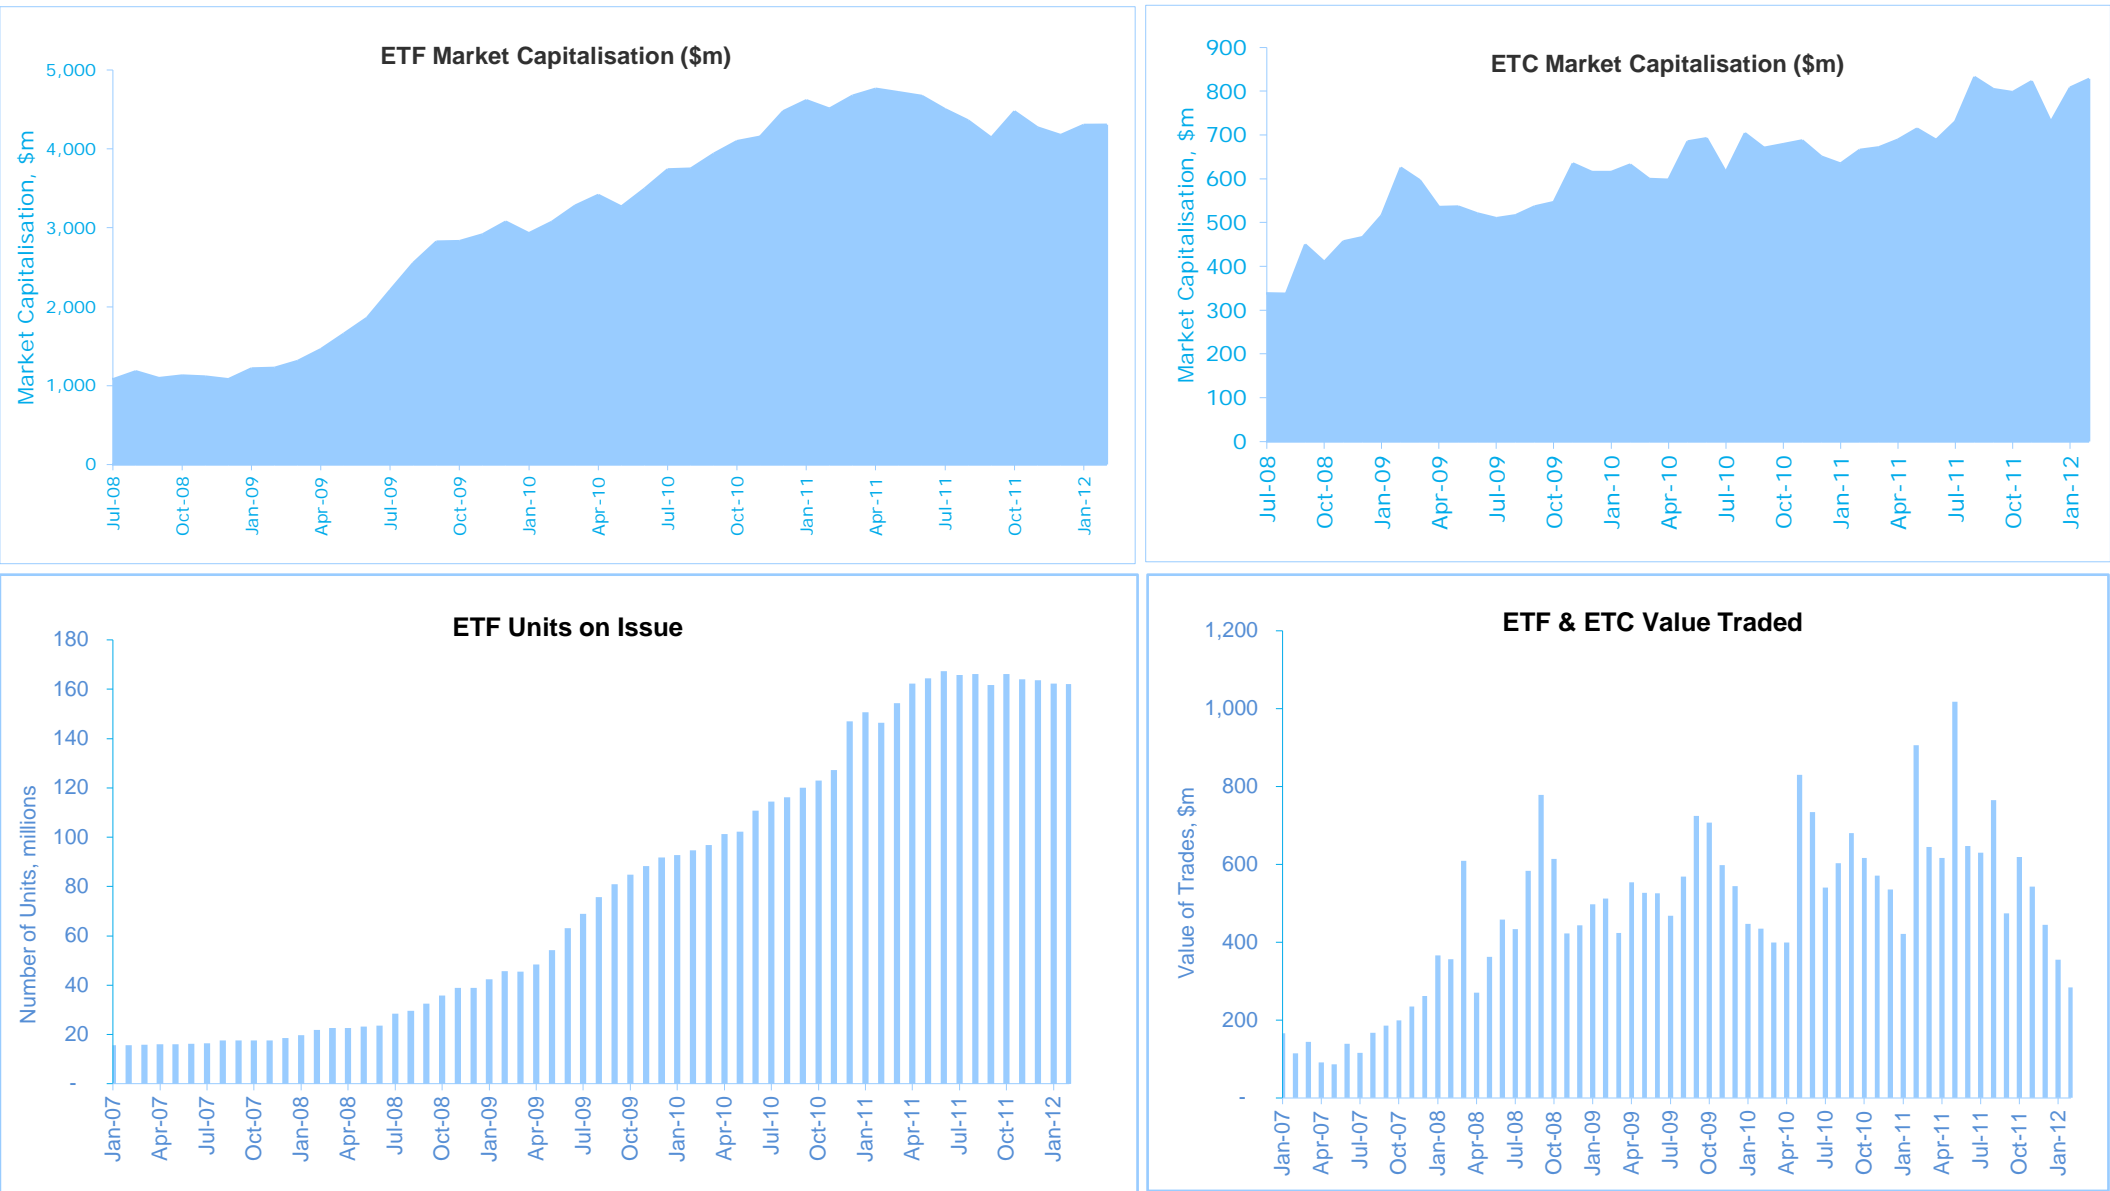 ETF Market Capitalisation ($m)
Market Capitalisation, $m
5,000
4,000
3,000
2,000
1,000
0
Jul-08
Oct-08
Jan-09
Apr-09
Jul-09
Oct-09
Jan-10
Apr-10
Jul-10
Oct-10
Jan-11
Apr-11
Jul-11
Oct-11
Jan-12
ETC Market Capitalisation ($m)
Market Capitalisation, $m
900
800
700
600
500
400
300
200
100
0
Jul-08
Oct-08
Jan-09
Apr-09
Jul-09
Oct-09
Jan-10
Apr-10
Jul-10
Oct-10
Jan-11
Apr-11
Jul-11
Oct-11
Jan-12
ETF Units on Issue
Number of Units, millions
180
160
140
120
100
80
60
40
20
-
Jan-07
Apr-07
Jul-07
Oct-07
Jan-08
Apr-08
Jul-08
Oct-08
Jan-09
Apr-09
Jul-09
Oct-09
Jan-10
Apr-10
Jul-10
Oct-10
Jan-11
Apr-11
Jul-11
Oct-11
Jan-12
ETF & ETC Value Traded
Value of Trades, $m
1,200
1,000
800
600
400
200
-
Jan-07
Apr-07
Jul-07
Oct-07
Jan-08
Apr-08
Jul-08
Oct-08
Jan-09
Apr-09
Jul-09
Oct-09
Jan-10
Apr-10
Jul-10
Oct-10
Jan-11
Apr-11
Jul-11
Oct-11
Jan-12